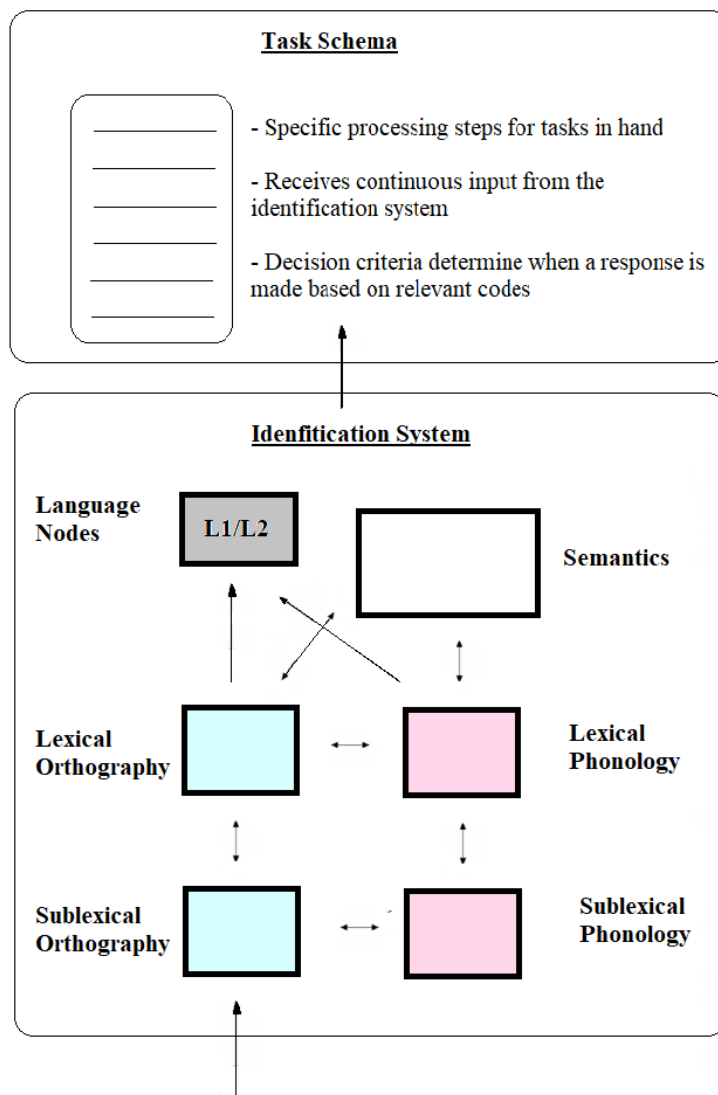 Task Schema
- Specific processing steps for tasks in hand
- Receives continuous input from the
identification system
- Decision criteria determine when a response is
made based on relevant codes
Idenfitication System
Language
Nodes
L1/L2
Semantics
Lexical
Orthography
Lexical
Phonology
Sublexical
Orthography
Sublexical
Phonology